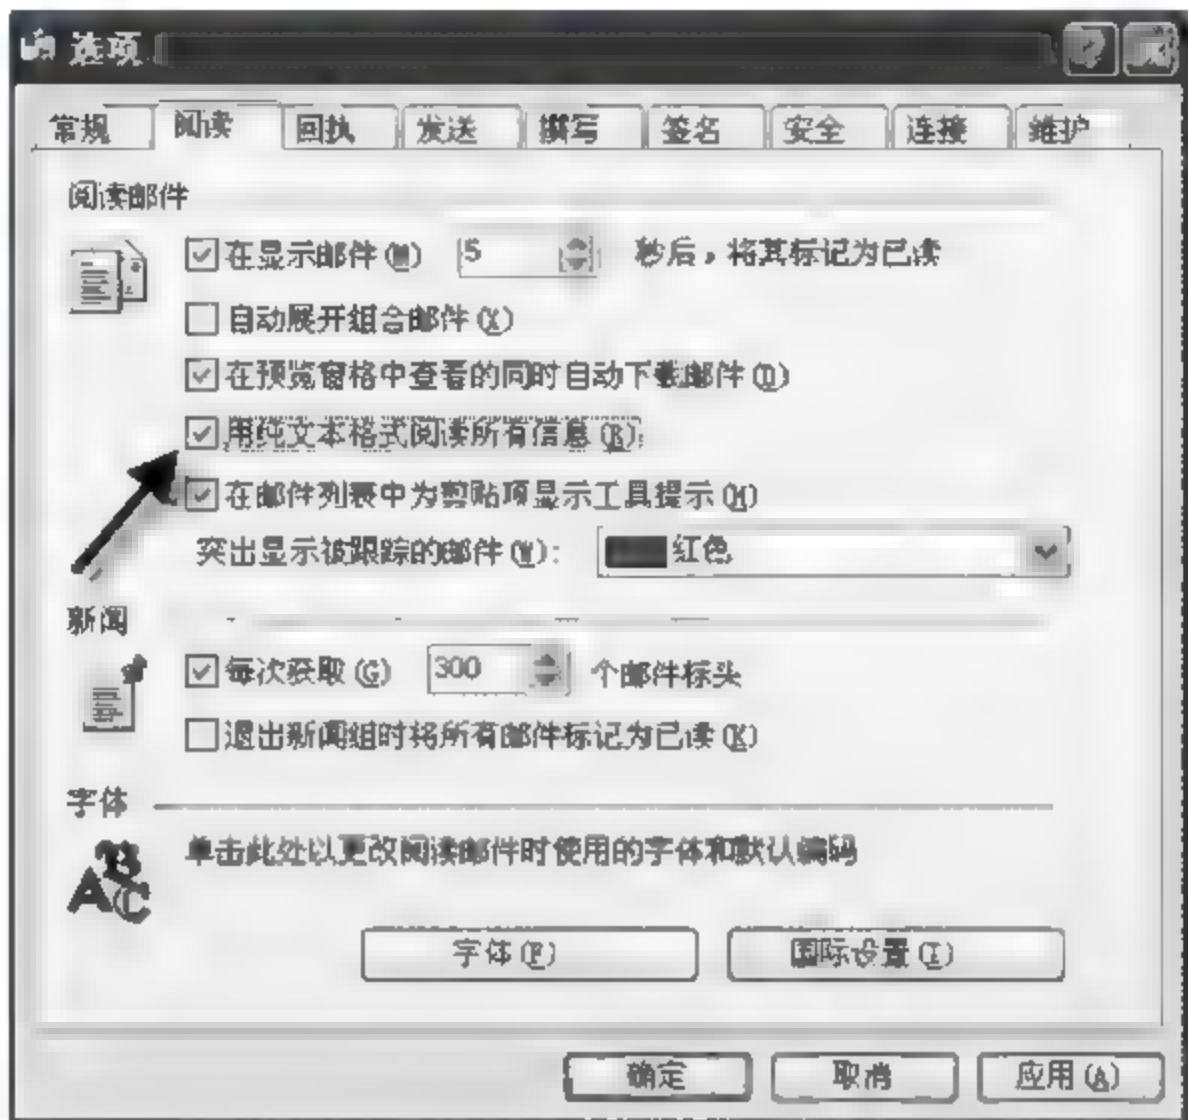 选项
常规 阅读 回执 发送 撰写 签名 安全 连接 维护
阅读邮件
在显示邮件(M) 5 秒后，将其标记为已读
自动展开组合邮件(X)
在预览窗格中查看的同时自动下载邮件(D)
用纯文本格式阅读所有信息(R)
在邮件列表中为剪贴项显示工具提示(H)
突出显示被跟踪的邮件(W): 红色
新闻
每次获取(G) 300 个邮件标头
退出新闻组时将所有邮件标记为已读(K)
字体
单击此处以更改阅读邮件时使用的字体和默认编码
字体(F) 国际设置(I)
确定 取消 应用(A)